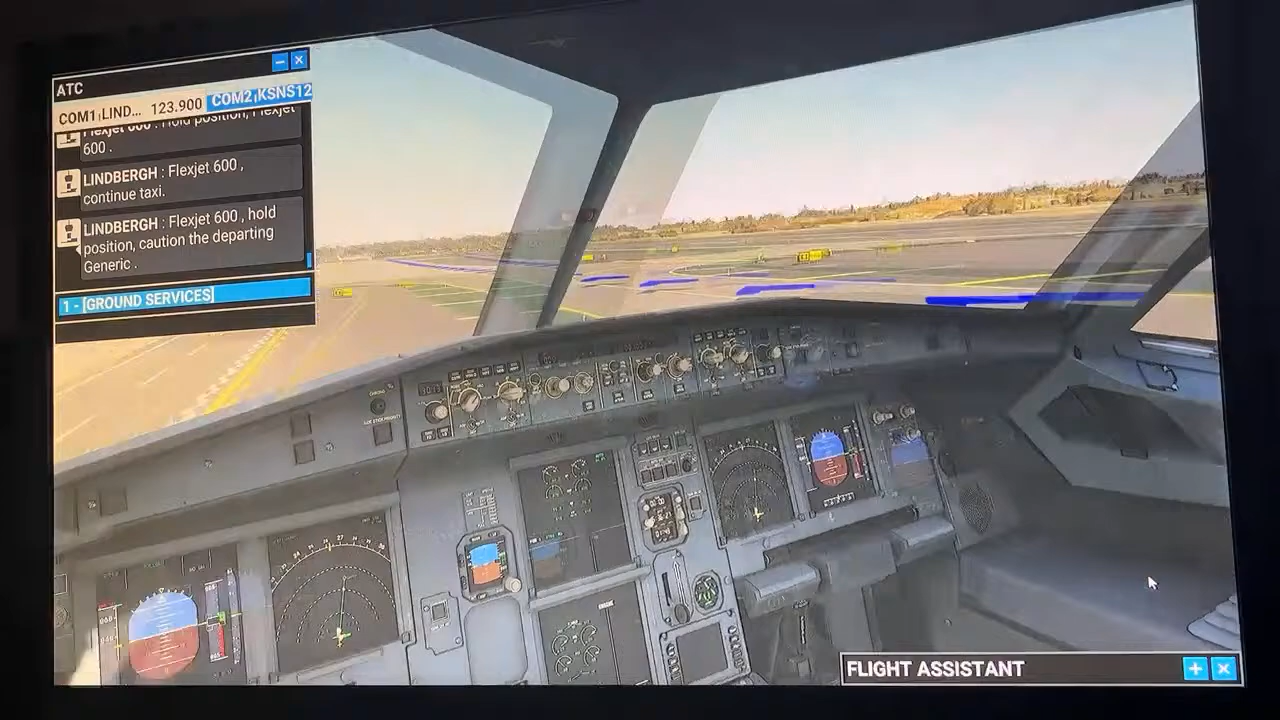 ATC
COM1 LIND... 123.900 COM2 KSNS12
Flexjet 600 : Hold position, Flexjet
600 .
LINDBERGH : Flexjet 600 ,
continue taxi.
LINDBERGH : Flexjet 600 , hold
position, caution the departing
Generic .
1 - [GROUND SERVICES]
FLIGHT ASSISTANT